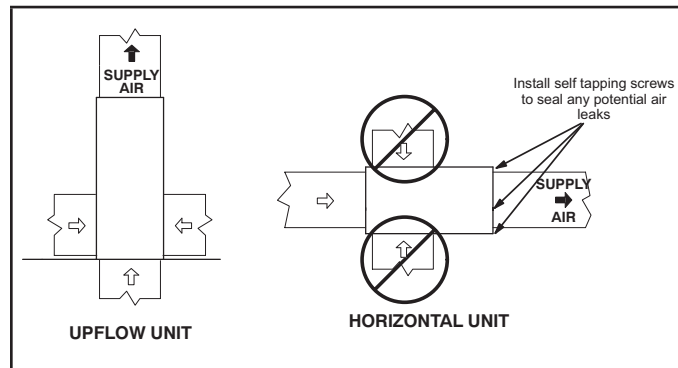 SUPPLY
AIR
UPFLOW UNIT
Install self tapping screws
to seal any potential air
leaks
SUPPLY
AIR
HORIZONTAL UNIT